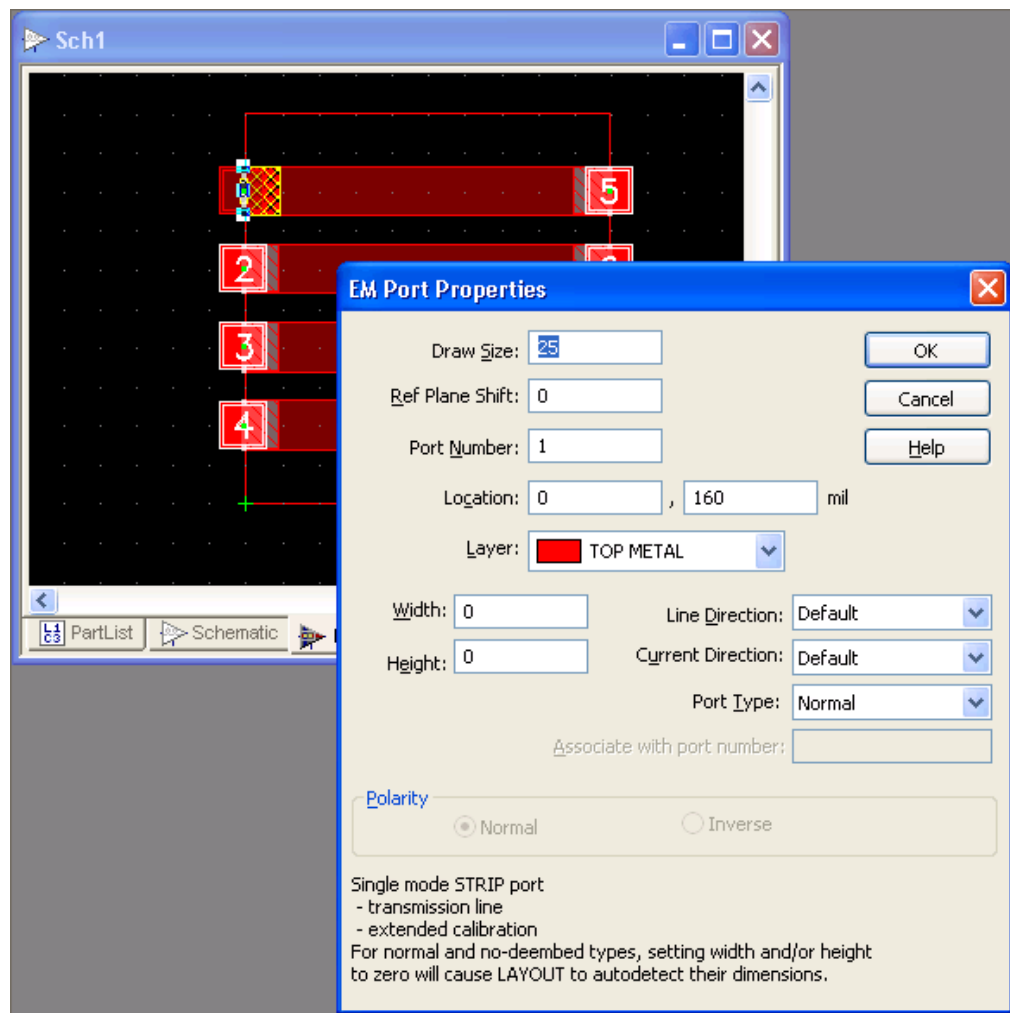 Sch1
5
2
3
4
EM Port Properties
Draw Size: 25
OK
Ref Plane Shift: 0
Cancel
Port Number: 1
Help
Location: 0 , 160 mil
Layer: TOP METAL
PartList Schematic
Width: 0 Line Direction: Default
Height: 0 Current Direction: Default
Port Type: Normal
Associate with port number:
Polarity
Normal Inverse
Single mode STRIP port
- transmission line
- extended calibration
For normal and no-deembed types, setting width and/or height
to zero will cause LAYOUT to autodetect their dimensions.